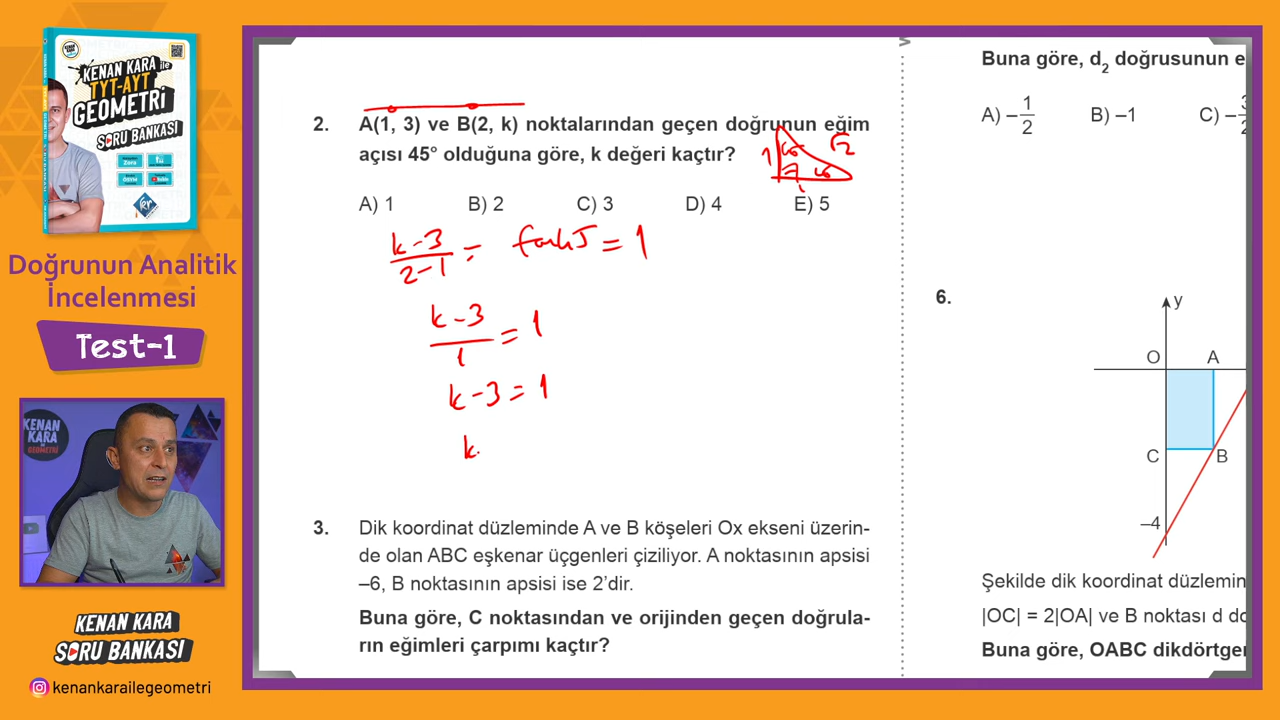 KENAN KARA ile
TYT-AYT
GEOMETRİ
SORU BANKASI
Doğrunun Analitik
İncelenmesi
Test-1
KENAN
KARA
GEOMETRİ
KENAN KARA
SORU BANKASI
kenankarailegeometri
2. A(1, 3) ve B(2, k) noktalarından geçen doğrunun eğim
açısı 45° olduğuna göre, k değeri kaçtır?
1 √2
1
A) 1 B) 2 C) 3 D) 4 E) 5
k-3
2-1 = = 1
k-3
1 = 1
k-3 = 1
k
3. Dik koordinat düzleminde A ve B köşeleri Ox ekseni üzerin-
de olan ABC eşkenar üçgenleri çiziliyor. A noktasının apsisi
–6, B noktasının apsisi ise 2'dir.
Buna göre, C noktasından ve orijinden geçen doğrula-
rın eğimleri çarpımı kaçtır?
Buna göre, d2 doğrusunun e
A) –1/2 B) –1 C) –
6.
y
O A
C B
–4
Şekilde dik koordinat düzlemin
|OC| = 2|OA| ve B noktası d do
Buna göre, OABC dikdörtger